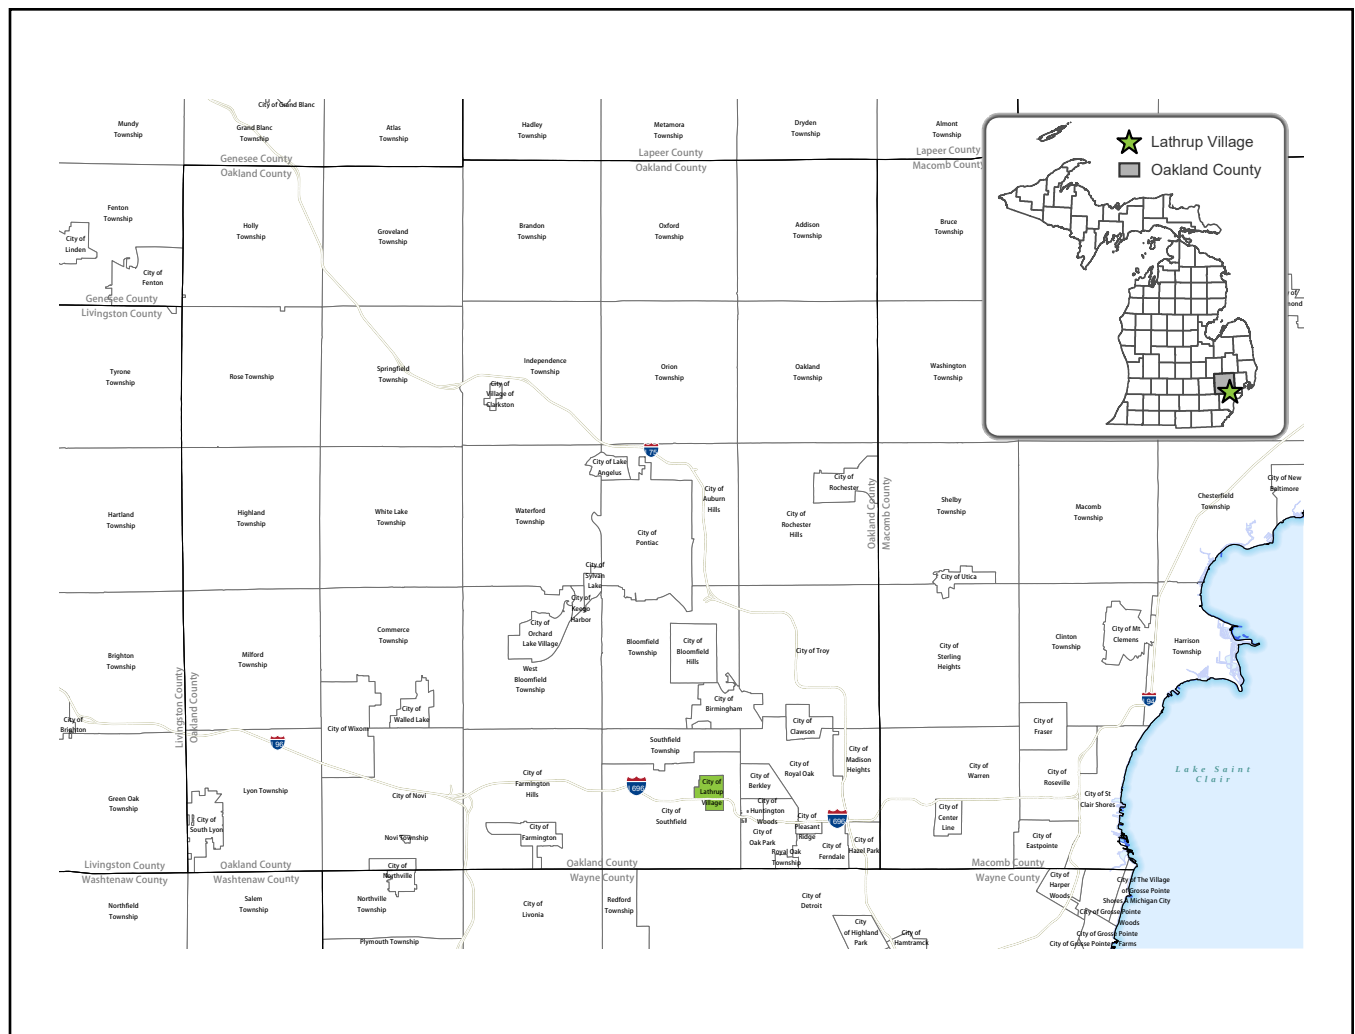 City of Grand Blanc
Mundy
Township
Grand Blanc
Township
Atlas
Township
Hadley
Township
Metamora
Township
Dryden
Township
Almont
Township
Genesee County
Oakland County
Lapeer County
Oakland County
Lapeer County
Macomb County
Lathrup Village
Oakland County
Fenton
Township
City of
Linden
City of
Fenton
Holly
Township
Groveland
Township
Brandon
Township
Oxford
Township
Addison
Township
Bruce
Township
Genesee County
Livingston County
Tyrone
Township
Rose Township
Springfield
Township
Independence
Township
City of
Village of
Clarkston
Orion
Township
Oakland
Township
Washington
Township
75
City of Lake
Angelus
City of
Auburn
Hills
City of
Rochester
City of
Rochester
Hills
Oakland County
Macomb County
Shelby
Township
Macomb
Township
Chesterfield
Township
City of New
Baltimore
Hartland
Township
Highland
Township
White Lake
Township
Waterford
Township
City of
Pontiac
City of
Sylvan
Lake
City of
Keego
Harbor
City of Utica
City of
Orchard
Lake Village
West
Bloomfield
Township
Bloomfield
Township
City of
Bloomfield
Hills
City of Troy
City of
Sterling
Heights
Clinton
Township
City of Mt
Clemens
Harrison
Township
Brighton
Township
Milford
Township
Commerce
Township
Livingston County
Oakland County
City of
Brighton
96
City of Wixom
City of
Walled Lake
City of
Birmingham
City of
Clawson
94
City of
Fraser
Southfield
Township
City of
Madison
Heights
City of
Royal Oak
City of
Warren
City of
Roseville
Lake Saint
Clair
Green Oak
Township
Lyon Township
City of Novi
City of
Farmington
Hills
696
City of
Lathrup
Village
City of
Berkley
City of
Huntington
Woods
City of
Southfield
City of
South Lyon
Novi Township
City of
Farmington
City of
Oak Park
City of
Pleasant
Ridge
696
Royal Oak
Township
City of
Ferndale
City of
Hazel Park
City of
Center
Line
City of St
Clair Shores
City of
Eastpointe
Livingston County
Washtenaw County
Oakland County
Washtenaw County
City of
Northville
Oakland County
Wayne County
Macomb County
Wayne County
Northfield
Township
Salem
Township
Northville
Township
Plymouth Township
City of
Livonia
Redford
Township
City of
Detroit
City
of Highland
Park
City of
Hamtramck
City of
Harper
Woods
City of The Village
of Grosse Pointe
Shores A Michigan City
City of Grosse Pointe
Woods
City of Grosse Pointe
City of Grosse Pointe Farms